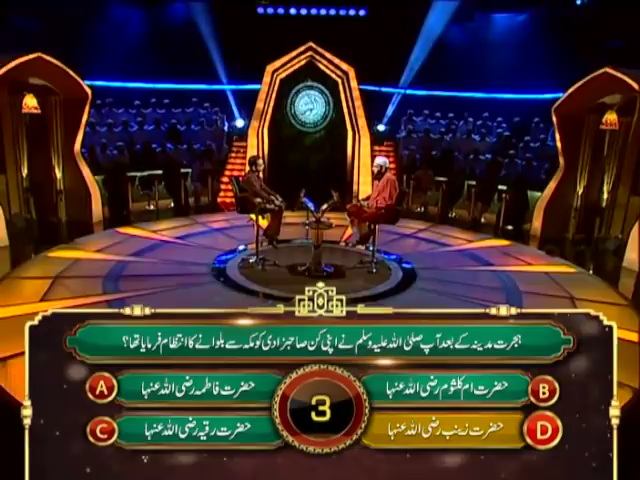 ہجرت مدینہ کے بعد آپ صلی اللہ علیہ وسلم نے اپنی کن صاحبزادی کو مکہ سے بلوانے کا انتظام فرمایا تھا؟
A حضرت فاطمہ رضی اللہ عنہا
حضرت ام کلثوم رضی اللہ عنہا B
3
C حضرت رقیہ رضی اللہ عنہا
حضرت زینب رضی اللہ عنہا D